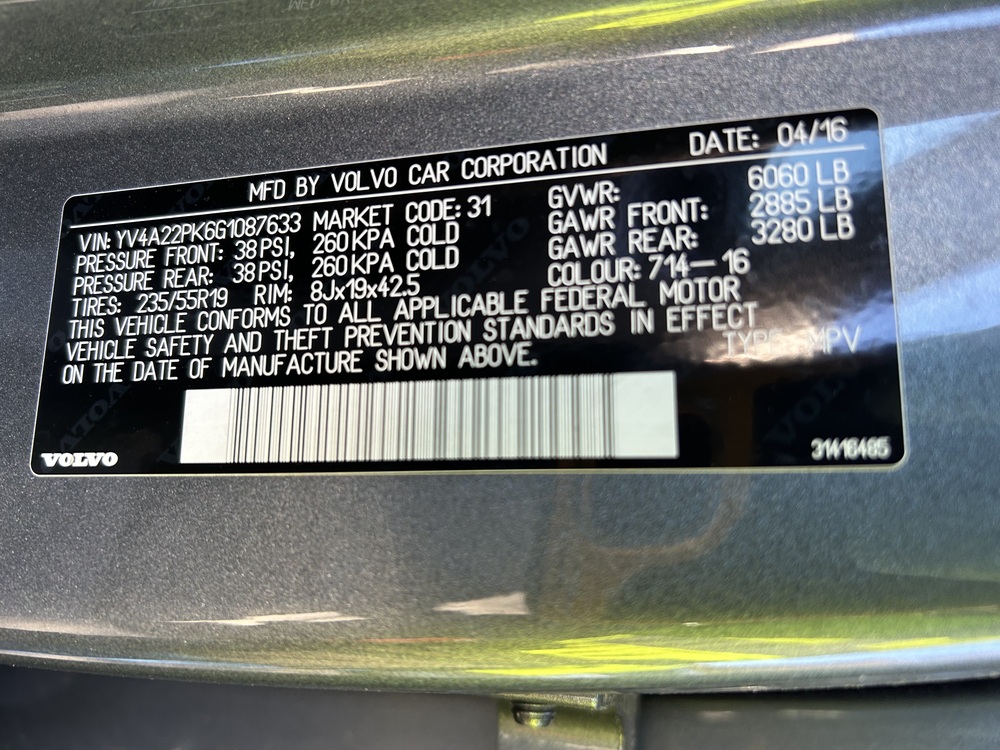 MFD BY VOLVO CAR CORPORATION DATE: 04/16
VIN: YV4A22PK6G1087633 MARKET CODE: 31 GVWR: 6060 LB
PRESSURE FRONT: 38 PSI, 260 KPA COLD GAWR FRONT: 2885 LB
PRESSURE REAR: 38 PSI, 260 KPA COLD GAWR REAR: 3280 LB
TIRES: 235/55R19 RIM: 8Jx19x42.5 COLOUR: 714-16
THIS VEHICLE CONFORMS TO ALL APPLICABLE FEDERAL MOTOR
VEHICLE SAFETY AND THEFT PREVENTION STANDARDS IN EFFECT
ON THE DATE OF MANUFACTURE SHOWN ABOVE. TYPE: MPV
VOLVO 31416485